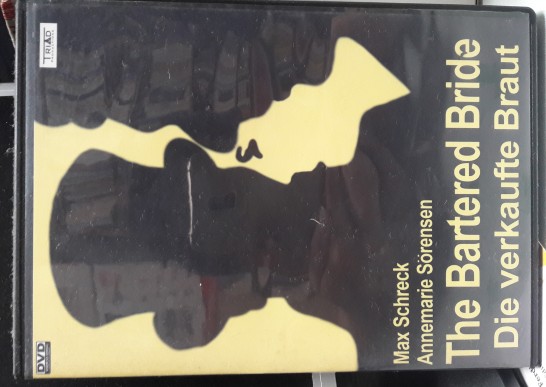 TRIAD
Max Schreck
Annemarie Sörensen
The Bartered Bride
Die verkaufte Braut
DVD